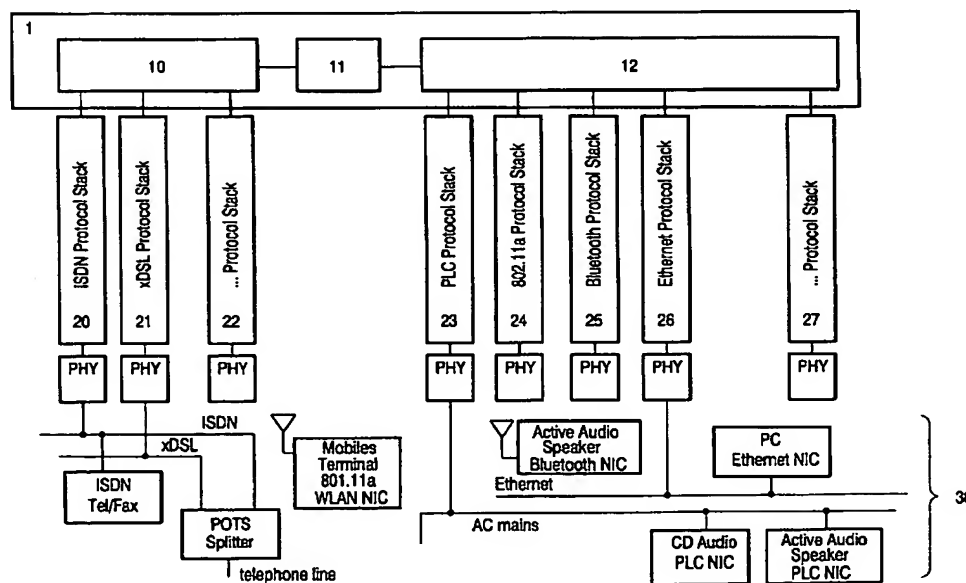 1
10
11
12
ISDN Protocol Stack
20
xDSL Protocol Stack
21
... Protocol Stack
22
PLC Protocol Stack
23
802.11a Protocol Stack
24
Bluetooth Protocol Stack
25
Ethernet Protocol Stack
26
... Protocol Stack
27
PHY
PHY
PHY
PHY
PHY
PHY
PHY
PHY
ISDN
xDSL
ISDN
Tel/Fax
POTS
Splitter
telephone line
Mobiles
Terminal
801.11a
WLAN NIC
Active Audio
Speaker
Bluetooth NIC
PC
Ethernet NIC
Ethernet
AC mains
CD Audio
PLC NIC
Active Audio
Speaker
PLC NIC